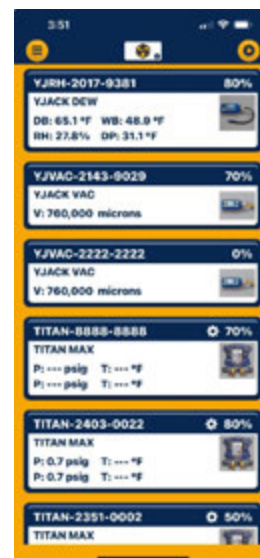 3:51
YJRH-2017-9381 80%
YJACK DEW
DB: 65.1 °F WB: 48.9 °F
RH: 27.8% DP: 31.1 °F
YJVAC-2143-9029 70%
YJACK VAC
V: 760,000 microns
YJVAC-2222-2222 0%
YJACK VAC
V: 760,000 microns
TITAN-8888-8888 70%
TITAN MAX
P: --- psig T: --- °F
P: --- psig T: --- °F
TITAN-2403-0022 80%
TITAN MAX
P: 0.7 psig T: --- °F
P: 0.7 psig T: --- °F
TITAN-2351-0002 50%
TITAN MAX